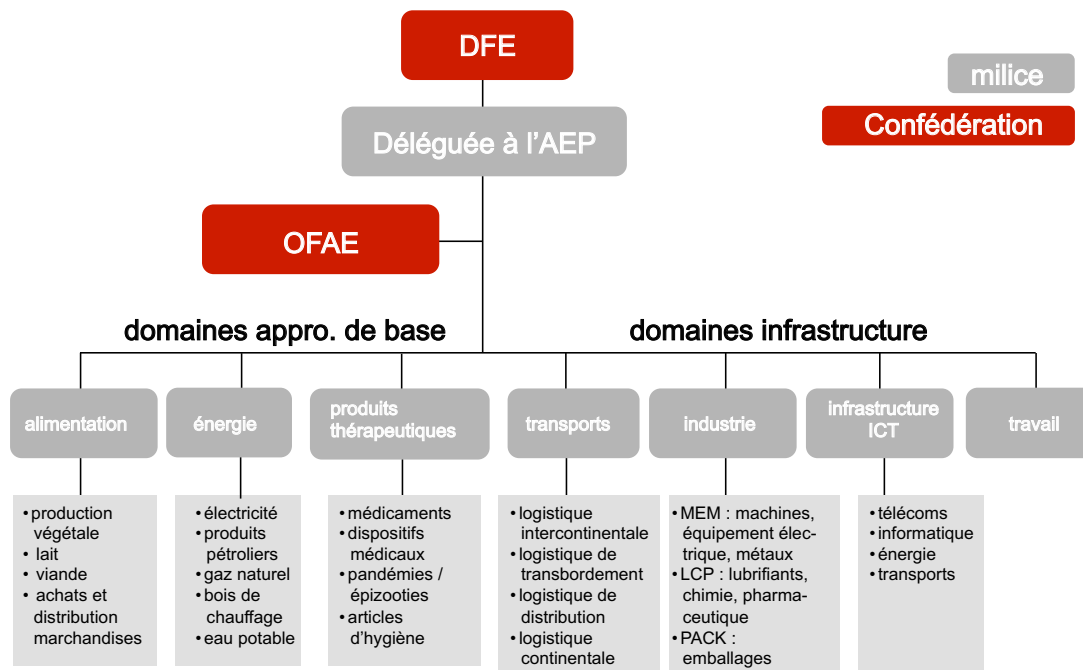 DFE
milice
Confédération
Déléguée à l'AEP
OFAE
domaines appro. de base
domaines infrastructure
alimentation
énergie
produits
thérapeutiques
transports
industrie
infrastructure
ICT
travail
• production
végétale
• lait
• viande
• achats et
distribution
marchandises
• électricité
• produits
pétroliers
• gaz naturel
• bois de
chauffage
• eau potable
• médicaments
• dispositifs
médicaux
• pandémies /
épizooties
• articles
d'hygiène
• logistique
intercontinentale
• logistique de
transbordement
• logistique de
distribution
• logistique
continentale
• MEM : machines,
équipement élec-
trique, métaux
• LCP : lubrifiants,
chimie, pharma-
ceutique
• PACK :
emballages
• télécoms
• informatique
• énergie
• transports